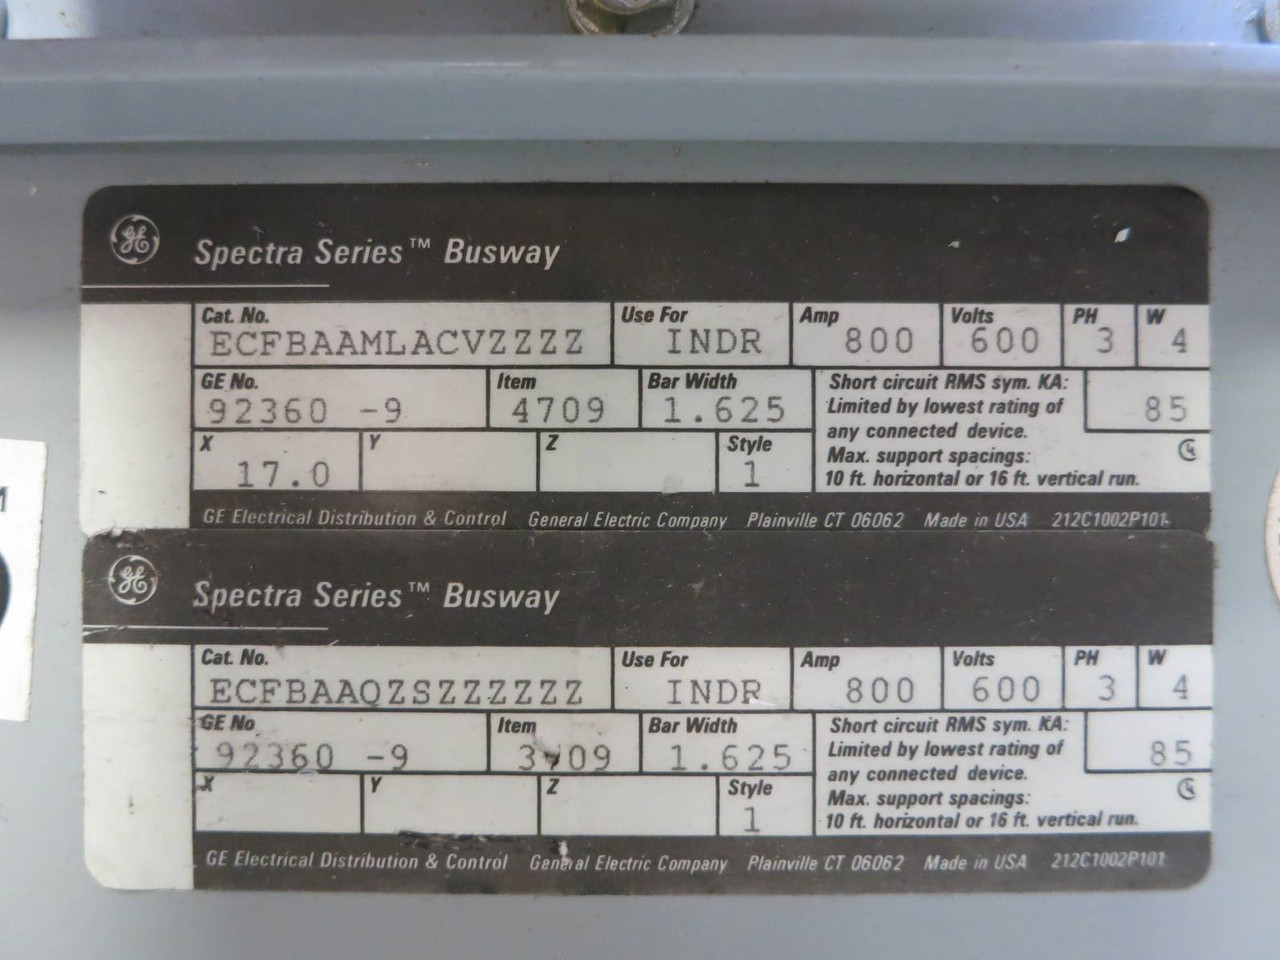 GE Spectra Series™ Busway
Cat. No. Use For Amp Volts PH W
ECFBAAMLACVZZZZ INDR 800 600 3 4
GE No. Item Bar Width Short circuit RMS sym. KA:
92360 -9 4709 1.625 Limited by lowest rating of 85
any connected device.
X Y Z Style Max. support spacings:
17.0 1 10 ft. horizontal or 16 ft. vertical run.
GE Electrical Distribution & Control General Electric Company Plainville CT 06062 Made in USA 212C1002P101
GE Spectra Series™ Busway
Cat. No. Use For Amp Volts PH W
ECFBAAQZSZZZZZZ INDR 800 600 3 4
GE No. Item Bar Width Short circuit RMS sym. KA:
92360 -9 1.625 Limited by lowest rating of 85
any connected device.
X Y Z Style Max. support spacings:
1 10 ft. horizontal or 16 ft. vertical run.
GE Electrical Distribution & Control General Electric Company Plainville CT 06062 Made in USA 212C1002P101
M